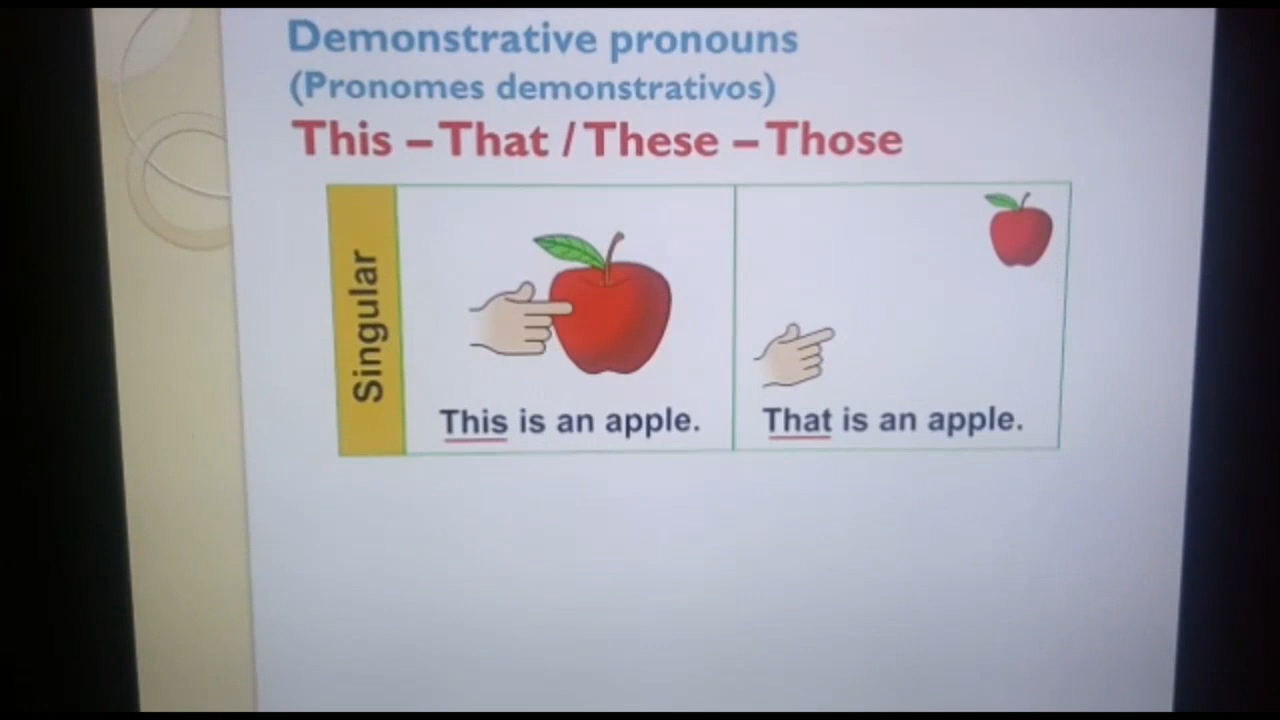 Demonstrative pronouns
(Pronomes demonstrativos)
This – That / These – Those
Singular
This is an apple.
That is an apple.